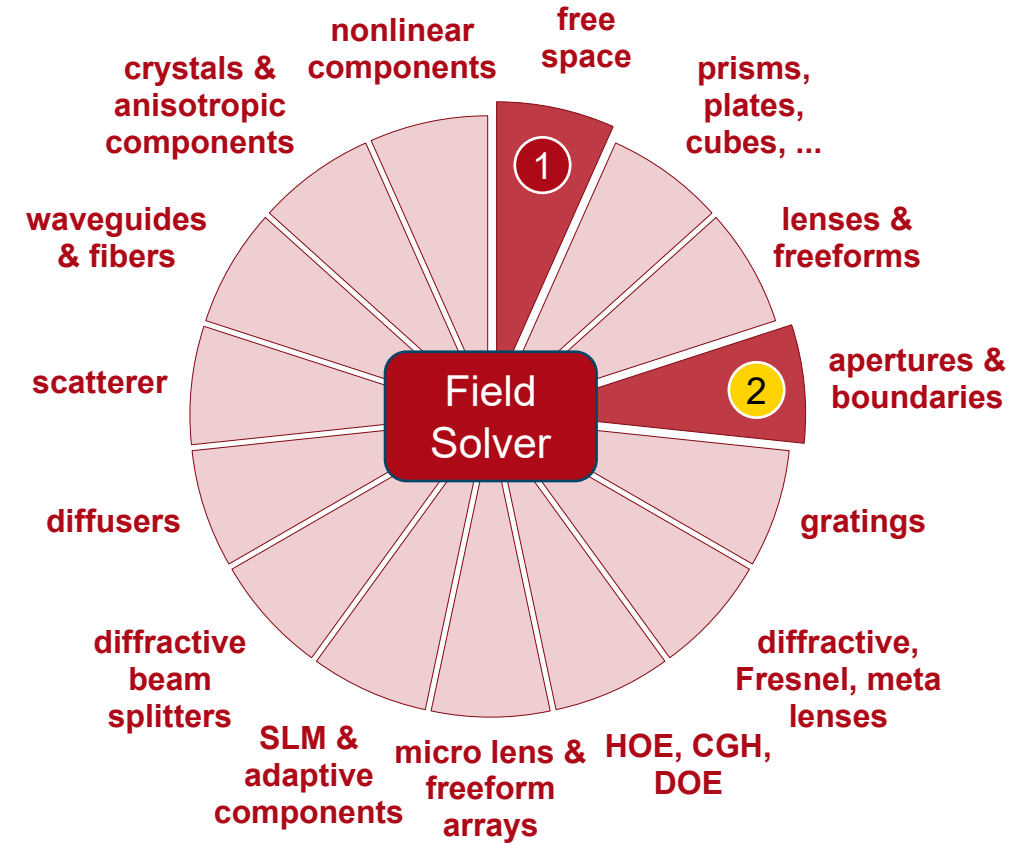 nonlinear
components
free
space
prisms,
plates,
cubes, ...
lenses &
freeforms
apertures &
boundaries
gratings
diffractive,
Fresnel, meta
lenses
HOE, CGH,
DOE
micro lens &
freeform
arrays
SLM &
adaptive
components
diffractive
beam
splitters
diffusers
scatterer
waveguides
& fibers
crystals &
anisotropic
components
1
2
Field
Solver